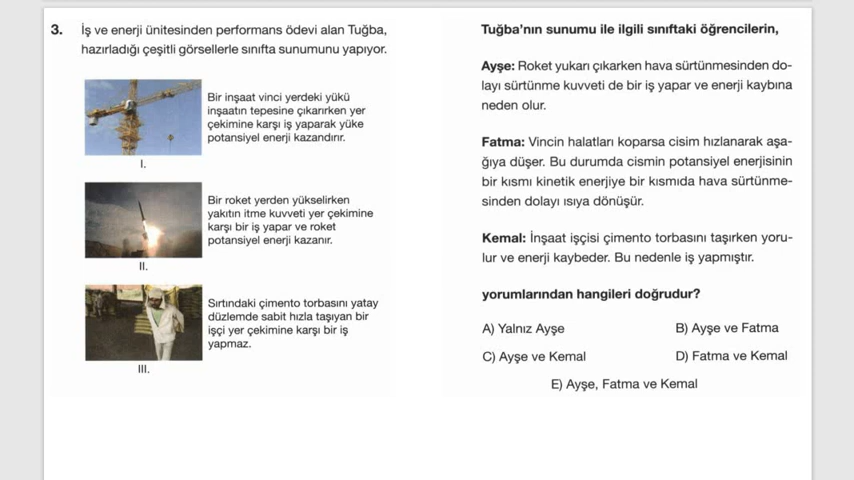 3. İş ve enerji ünitesinden performans ödevi alan Tuğba,
hazırladığı çeşitli görsellerle sınıfta sunumunu yapıyor.
Bir inşaat vinci yerdeki yükü
inşaatın tepesine çıkarırken yer
çekimine karşı iş yaparak yüke
potansiyel enerji kazandırır.
I.
Bir roket yerden yükselirken
yakıtın itme kuvveti yer çekimine
karşı bir iş yapar ve roket
potansiyel enerji kazanır.
II.
Sırtındaki çimento torbasını yatay
düzlemde sabit hızla taşıyan bir
işçi yer çekimine karşı bir iş
yapmaz.
III.
Tuğba'nın sunumu ile ilgili sınıftaki öğrencilerin,
Ayşe: Roket yukarı çıkarken hava sürtünmesinden do-
layı sürtünme kuvveti de bir iş yapar ve enerji kaybına
neden olur.
Fatma: Vincin halatları koparsa cisim hızlanarak aşa-
ğıya düşer. Bu durumda cismin potansiyel enerjisinin
bir kısmı kinetik enerjiye bir kısmıda hava sürtünme-
sinden dolayı ısıya dönüşür.
Kemal: İnşaat işçisi çimento torbasını taşırken yoru-
lur ve enerji kaybeder. Bu nedenle iş yapmıştır.
yorumlarından hangileri doğrudur?
A) Yalnız Ayşe B) Ayşe ve Fatma
C) Ayşe ve Kemal D) Fatma ve Kemal
E) Ayşe, Fatma ve Kemal